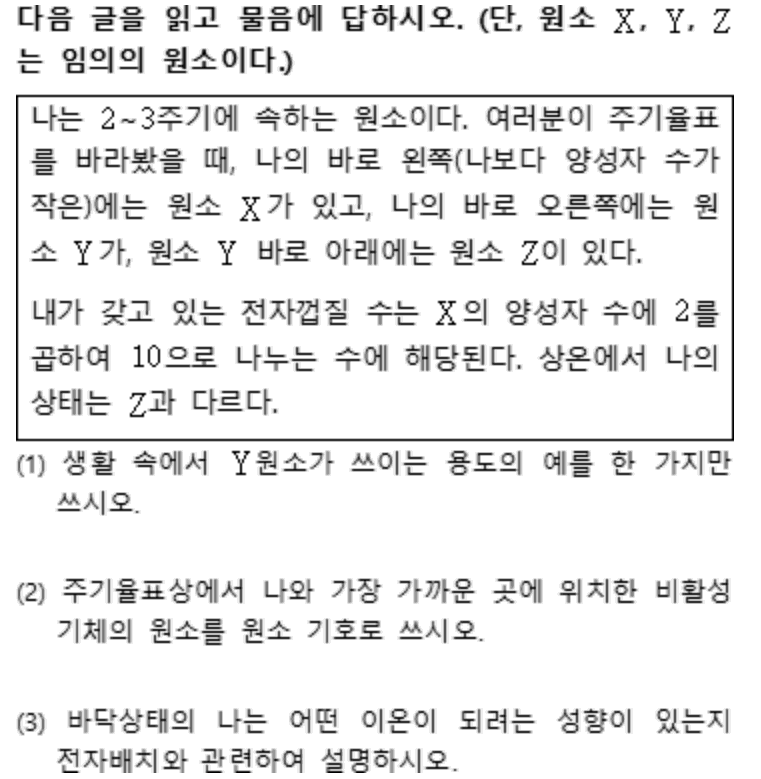 다음 글을 읽고 물음에 답하시오. (단, 원소 X, Y, Z
는 임의의 원소이다.)
나는 2~3주기에 속하는 원소이다. 여러분이 주기율표
를 바라봤을 때, 나의 바로 왼쪽(나보다 양성자 수가
작은)에는 원소 X가 있고, 나의 바로 오른쪽에는 원
소 Y가, 원소 Y 바로 아래에는 원소 Z이 있다.
내가 갖고 있는 전자껍질 수는 X의 양성자 수에 2를
곱하여 10으로 나누는 수에 해당된다. 상온에서 나의
상태는 Z과 다르다.
(1) 생활 속에서 Y원소가 쓰이는 용도의 예를 한 가지만
쓰시오.
(2) 주기율표상에서 나와 가장 가까운 곳에 위치한 비활성
기체의 원소를 원소 기호로 쓰시오.
(3) 바닥상태의 나는 어떤 이온이 되려는 성향이 있는지
전자배치와 관련하여 설명하시오.